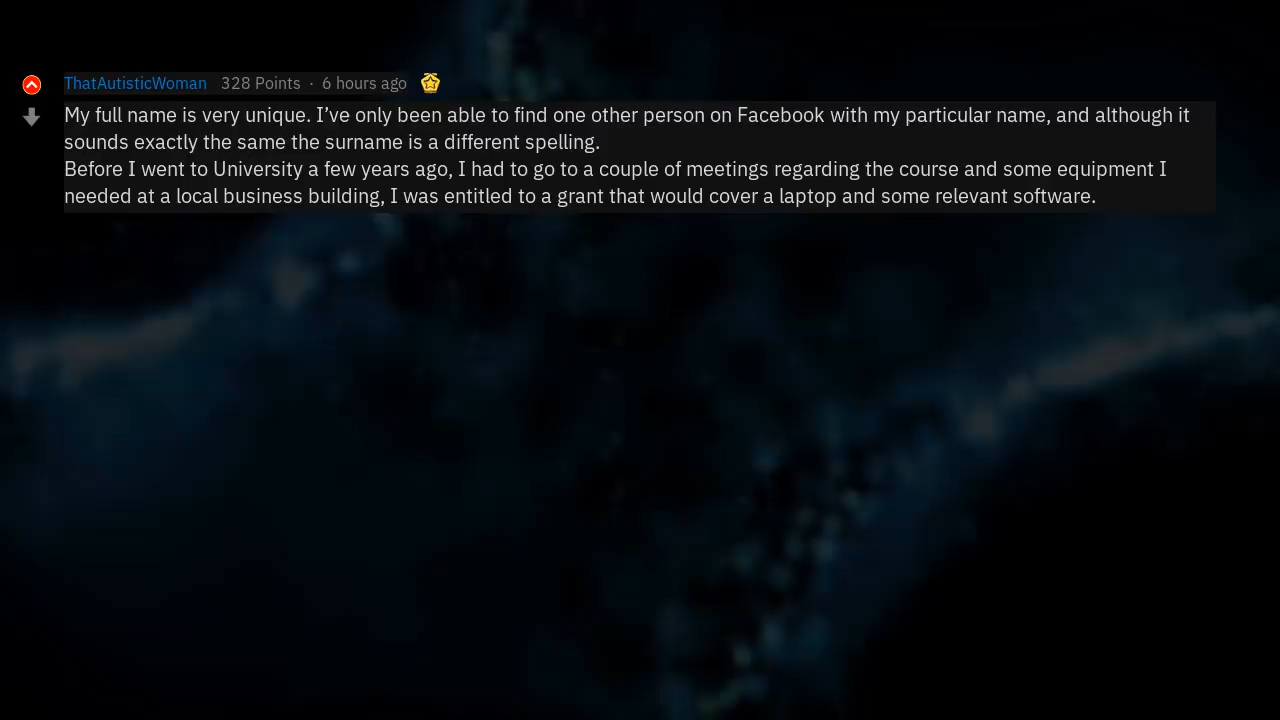 ThatAutisticWoman 328 Points · 6 hours ago
My full name is very unique. I’ve only been able to find one other person on Facebook with my particular name, and although it
sounds exactly the same the surname is a different spelling.
Before I went to University a few years ago, I had to go to a couple of meetings regarding the course and some equipment I
needed at a local business building, I was entitled to a grant that would cover a laptop and some relevant software.